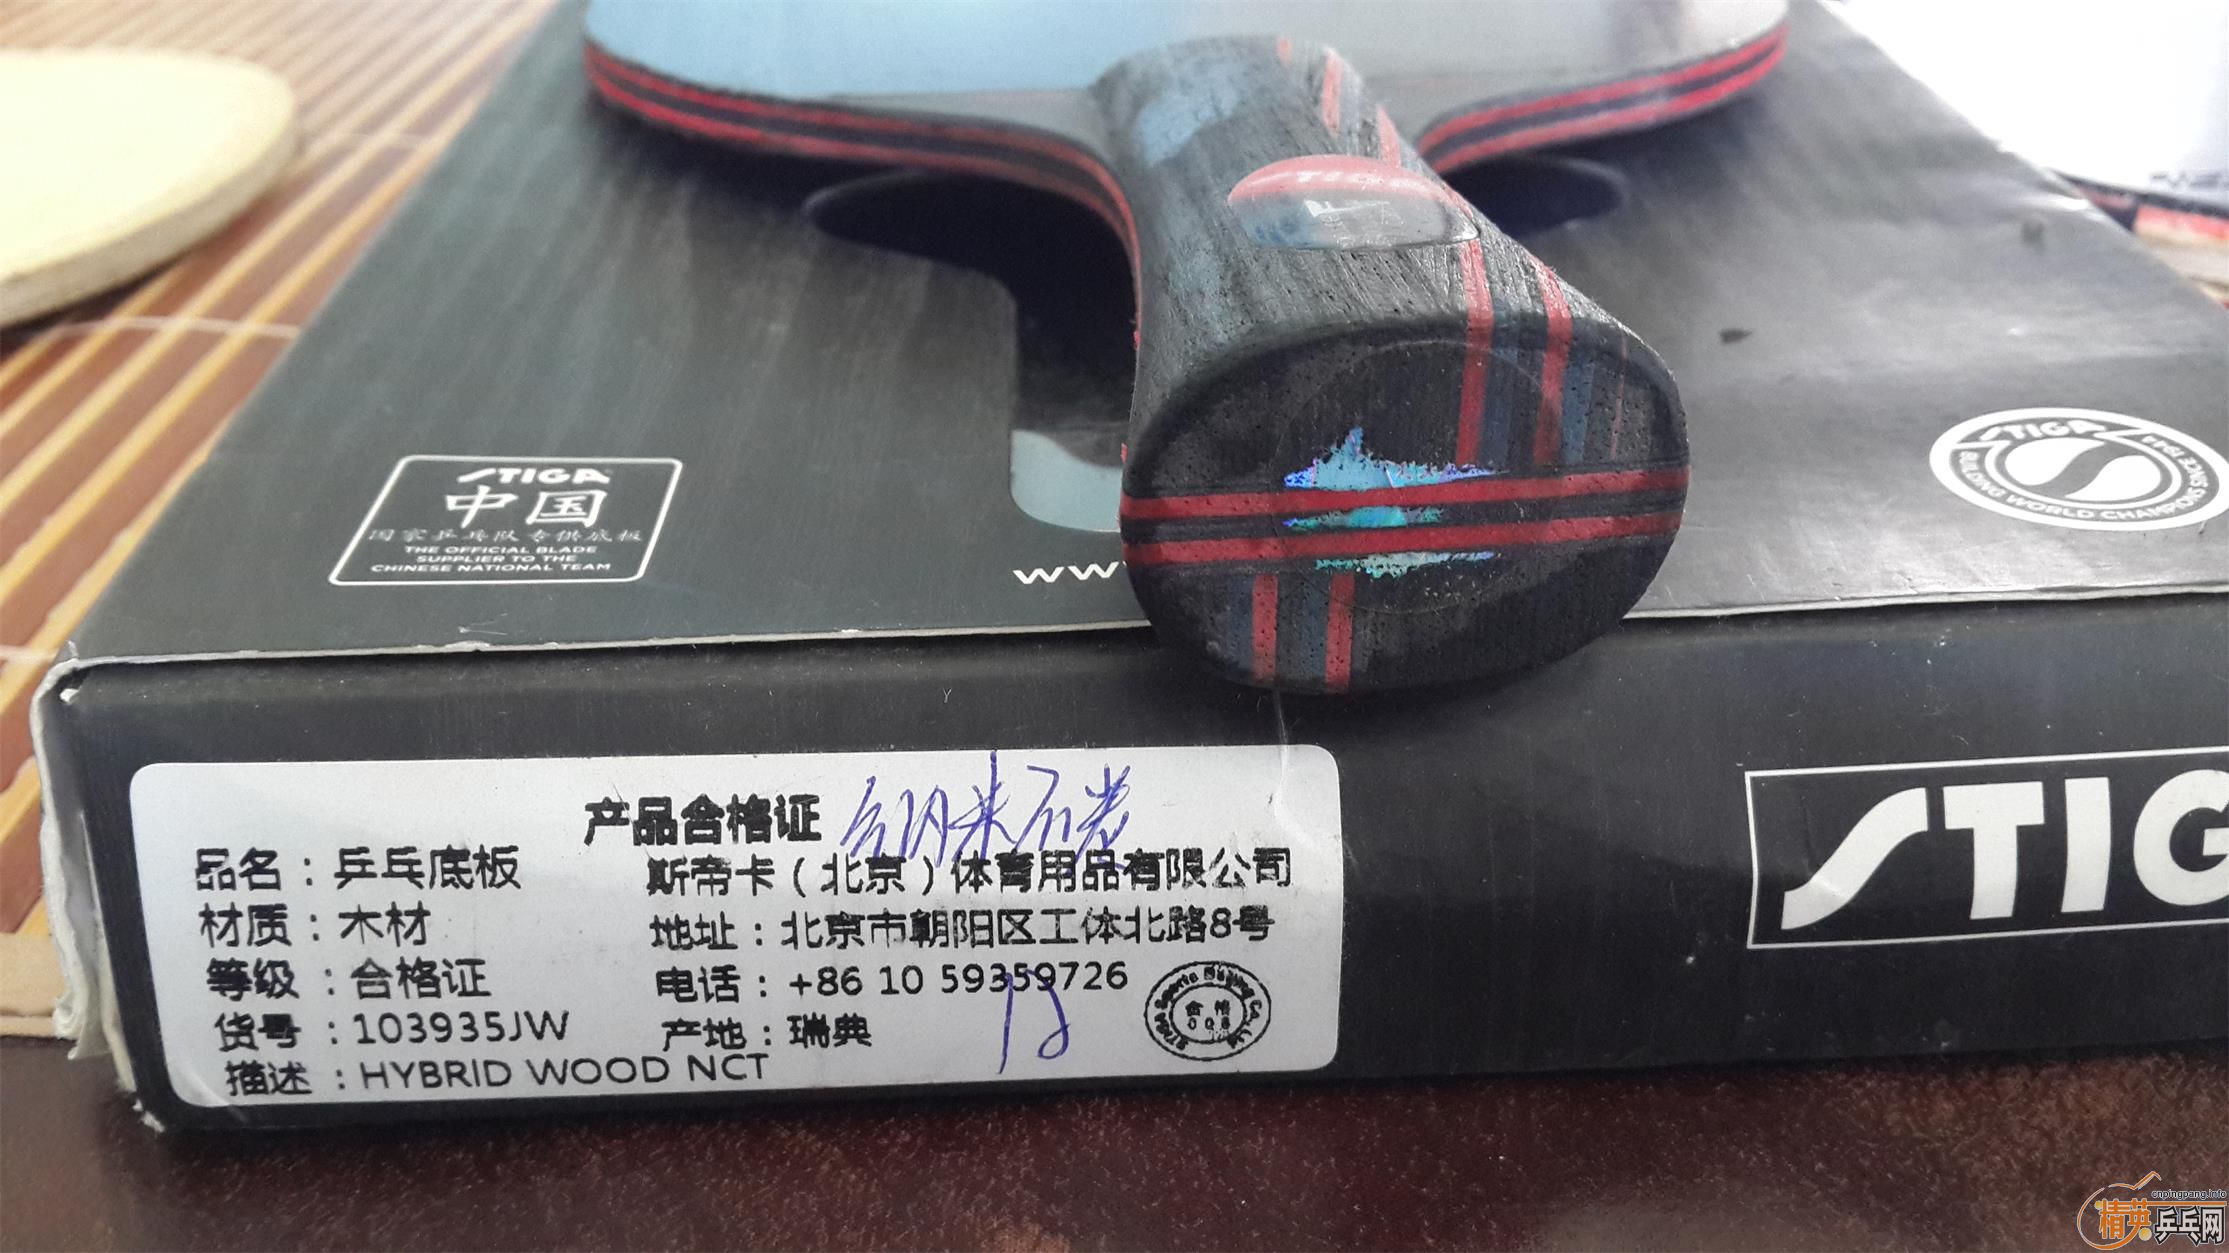 STIGA
中国
国家乒乓队专供底板
THE OFFICIAL BLADE
SUPPLIER TO THE
CHINESE NATIONAL TEAM
STIGA
BUILDING WORLD CHAMPIONS SINCE 1944
产品合格证
品名：乒乓底板
材质：木材
等级：合格证
货号：103935JW
描述：HYBRID WOOD NCT
斯帝卡（北京）体育用品有限公司
地址：北京市朝阳区工体北路8号
电话：+86 10 59359726
产地：瑞典
合格
008
STIG
cnpingpang.info
精英乒乓网